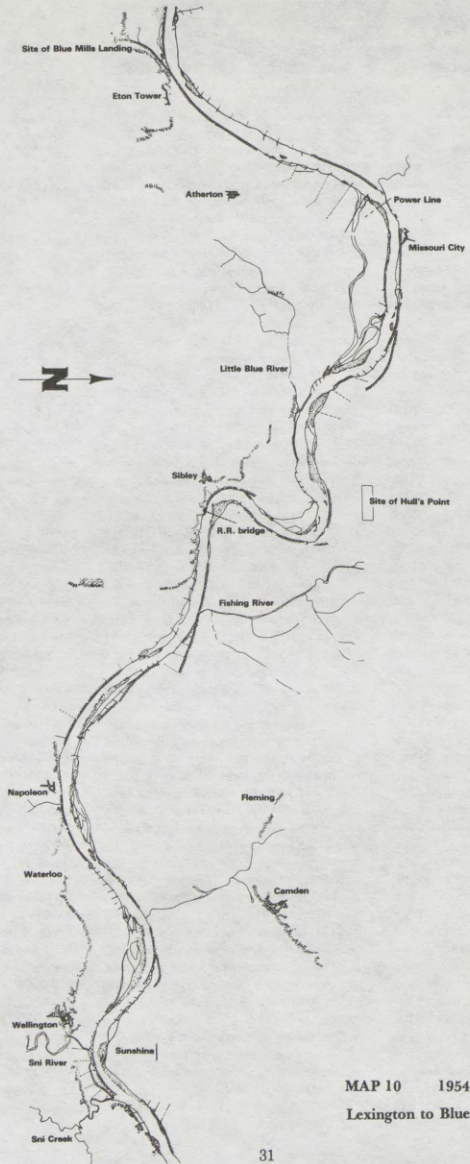 Site of Blue Mills Landing
Eton Tower
Atherton
Power Line
Missouri City
Little Blue River
N
Sibley
Site of Hull's Point
R.R. bridge
Fishing River
Napoleon
Fleming
Waterloo
Camden
Wellington
Sunshine
Sni River
Sni Creek
MAP 10 1954
Lexington to Blue
31